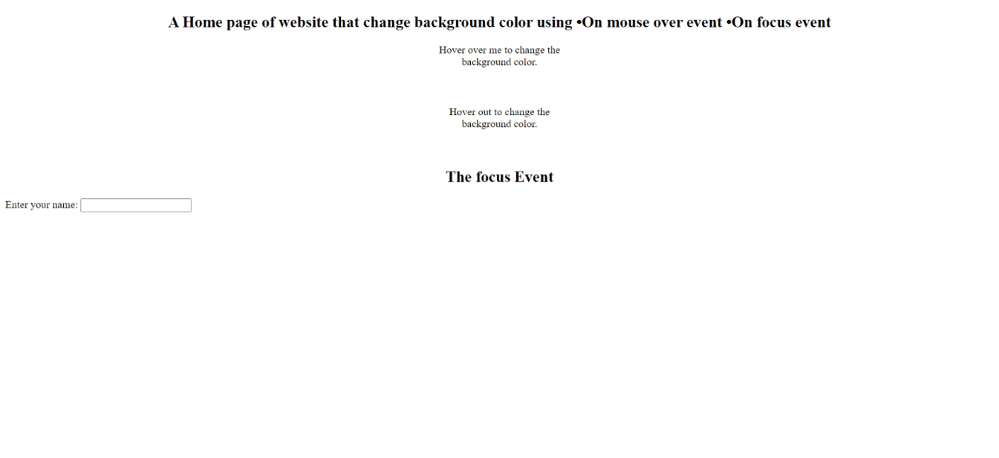 A Home page of website that change background color using •On mouse over event •On focus event
Hover over me to change the
background color.
Hover out to change the
background color.
The focus Event
Enter your name: